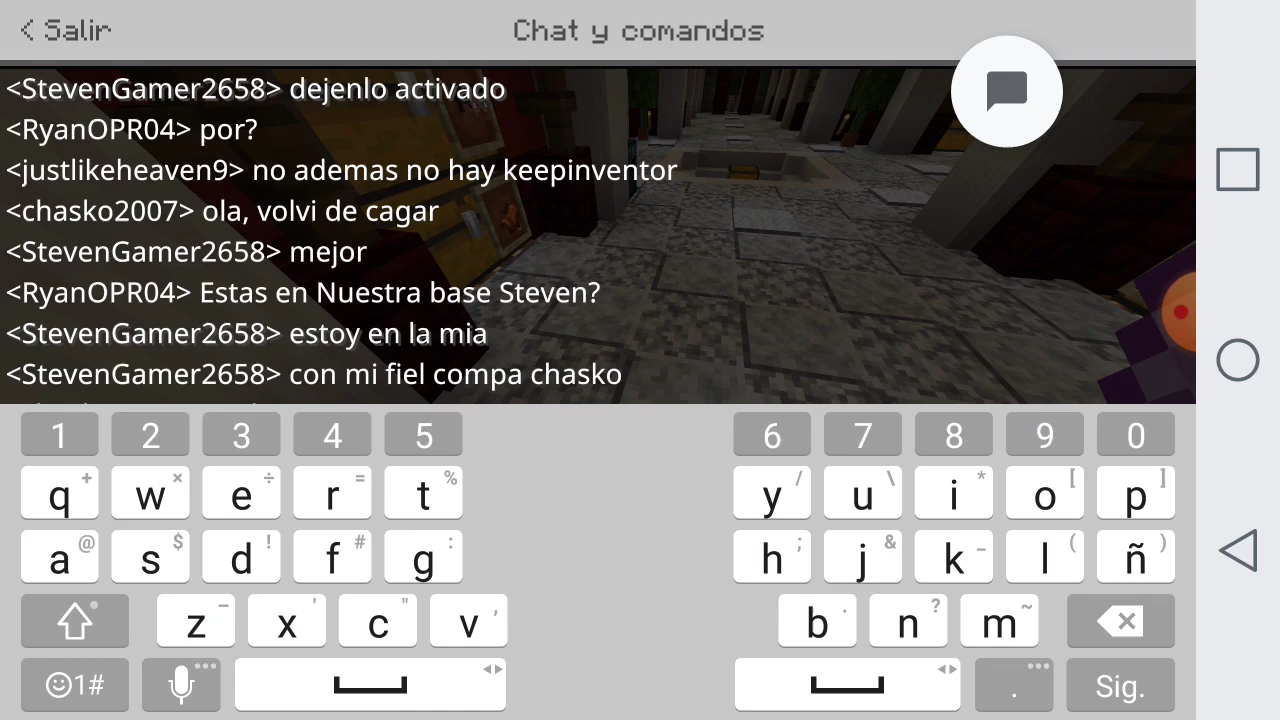 Salir
Chat y comandos
<StevenGamer2658> dejenlo activado
<RyanOPR04> por?
<justlikeheaven9> no ademas no hay keepinventor
<chasko2007> ola, volvi de cagar
<StevenGamer2658> mejor
<RyanOPR04> Estas en Nuestra base Steven?
<StevenGamer2658> estoy en la mia
<StevenGamer2658> con mi fiel compa chasko
1 2 3 4 5 6 7 8 9 0
q + w × e ÷ r = t % y / u \ i * o [ p ]
a @ s $ d ! f # g : h ; j & k _ l ( ñ )
z – x ' c " v , b . n ? m ~
1# . Sig.